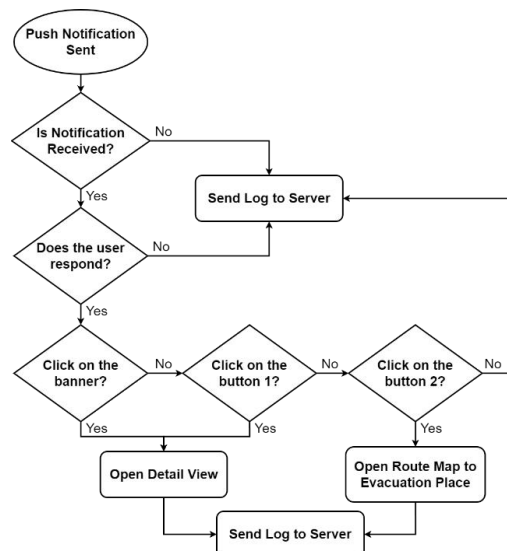 Push Notification
Sent
Is Notification
Received?
No
Yes
Send Log to Server
Does the user
respond?
No
Yes
Click on the
banner?
No
Click on the
button 1?
No
Click on the
button 2?
No
Yes
Yes
Yes
Open Detail View
Open Route Map to
Evacuation Place
Send Log to Server